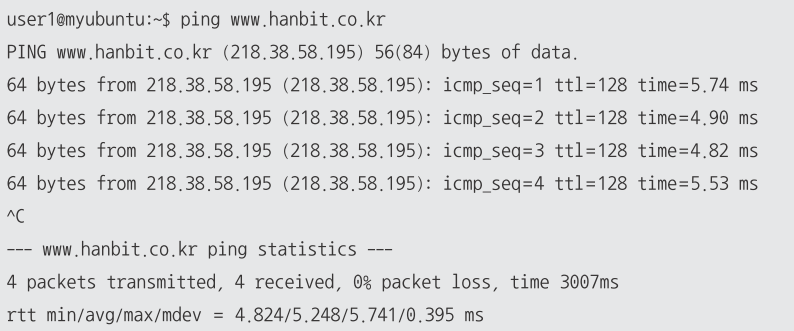 user1@myubuntu:~$ ping www.hanbit.co.kr
PING www.hanbit.co.kr (218.38.58.195) 56(84) bytes of data.
64 bytes from 218.38.58.195 (218.38.58.195): icmp_seq=1 ttl=128 time=5.74 ms
64 bytes from 218.38.58.195 (218.38.58.195): icmp_seq=2 ttl=128 time=4.90 ms
64 bytes from 218.38.58.195 (218.38.58.195): icmp_seq=3 ttl=128 time=4.82 ms
64 bytes from 218.38.58.195 (218.38.58.195): icmp_seq=4 ttl=128 time=5.53 ms
^C
--- www.hanbit.co.kr ping statistics ---
4 packets transmitted, 4 received, 0% packet loss, time 3007ms
rtt min/avg/max/mdev = 4.824/5.248/5.741/0.395 ms